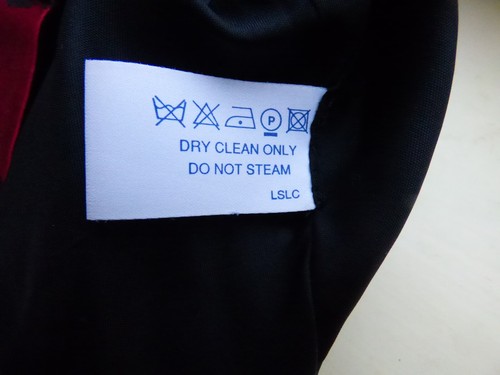 P
DRY CLEAN ONLY
DO NOT STEAM
LSLC